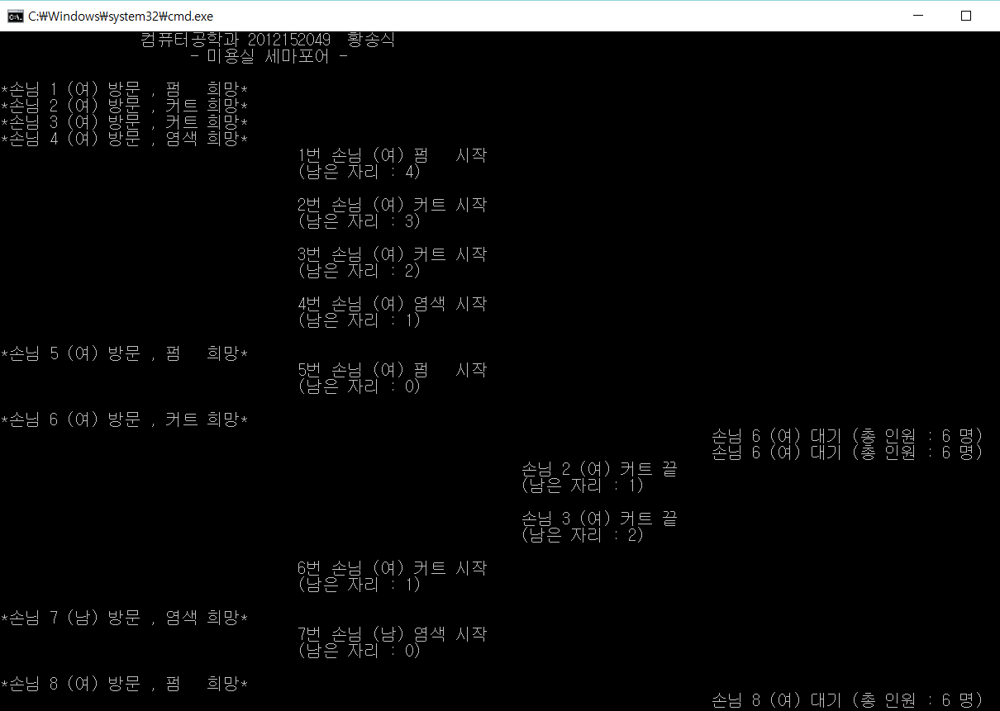 C:₩Windows₩system32₩cmd.exe
컴퓨터공학과 2012152049 황송식
- 미용실 세마포어 -
*손님 1 (여) 방문 , 펌 희망*
*손님 2 (여) 방문 , 커트 희망*
*손님 3 (여) 방문 , 커트 희망*
*손님 4 (여) 방문 , 염색 희망*
1번 손님 (여) 펌 시작
(남은 자리 : 4)
2번 손님 (여) 커트 시작
(남은 자리 : 3)
3번 손님 (여) 커트 시작
(남은 자리 : 2)
4번 손님 (여) 염색 시작
(남은 자리 : 1)
*손님 5 (여) 방문 , 펌 희망*
5번 손님 (여) 펌 시작
(남은 자리 : 0)
*손님 6 (여) 방문 , 커트 희망*
손님 6 (여) 대기 (총 인원 : 6 명)
손님 6 (여) 대기 (총 인원 : 6 명)
손님 2 (여) 커트 끝
(남은 자리 : 1)
손님 3 (여) 커트 끝
(남은 자리 : 2)
6번 손님 (여) 커트 시작
(남은 자리 : 1)
*손님 7 (남) 방문 , 염색 희망*
7번 손님 (남) 염색 시작
(남은 자리 : 0)
*손님 8 (여) 방문 , 펌 희망*
손님 8 (여) 대기 (총 인원 : 6 명)